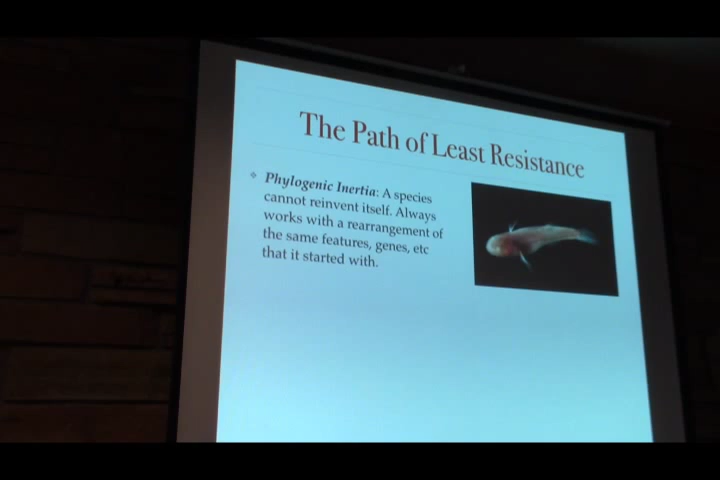 The Path of Least Resistance
Phylogenic Inertia: A species
cannot reinvent itself. Always
works with a rearrangement of
the same features, genes, etc
that it started with.